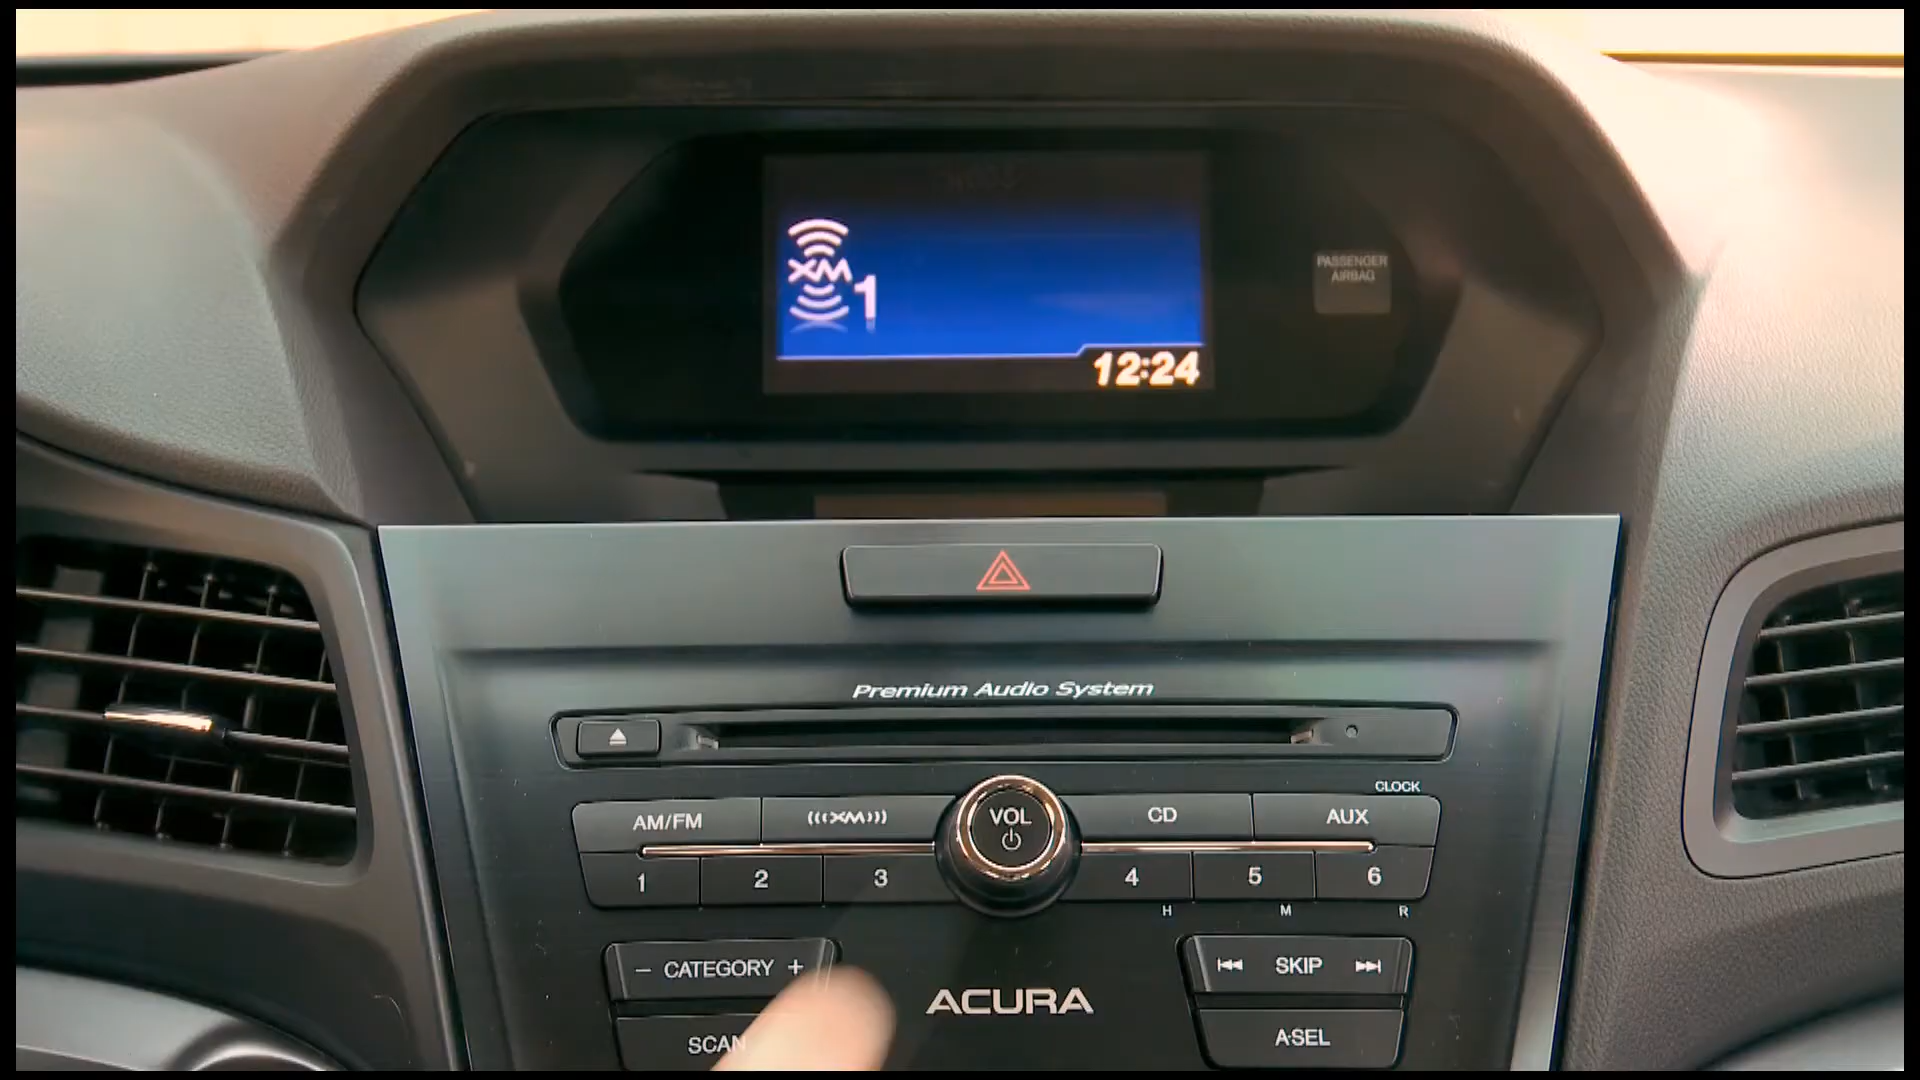 XM 1
12:24
PASSENGER
AIRBAG
Premium Audio System
CLOCK
AM/FM
(((XM)))
VOL
CD
AUX
1
2
3
4
5
6
H
M
R
– CATEGORY +
SKIP
ACURA
SCAN
A·SEL